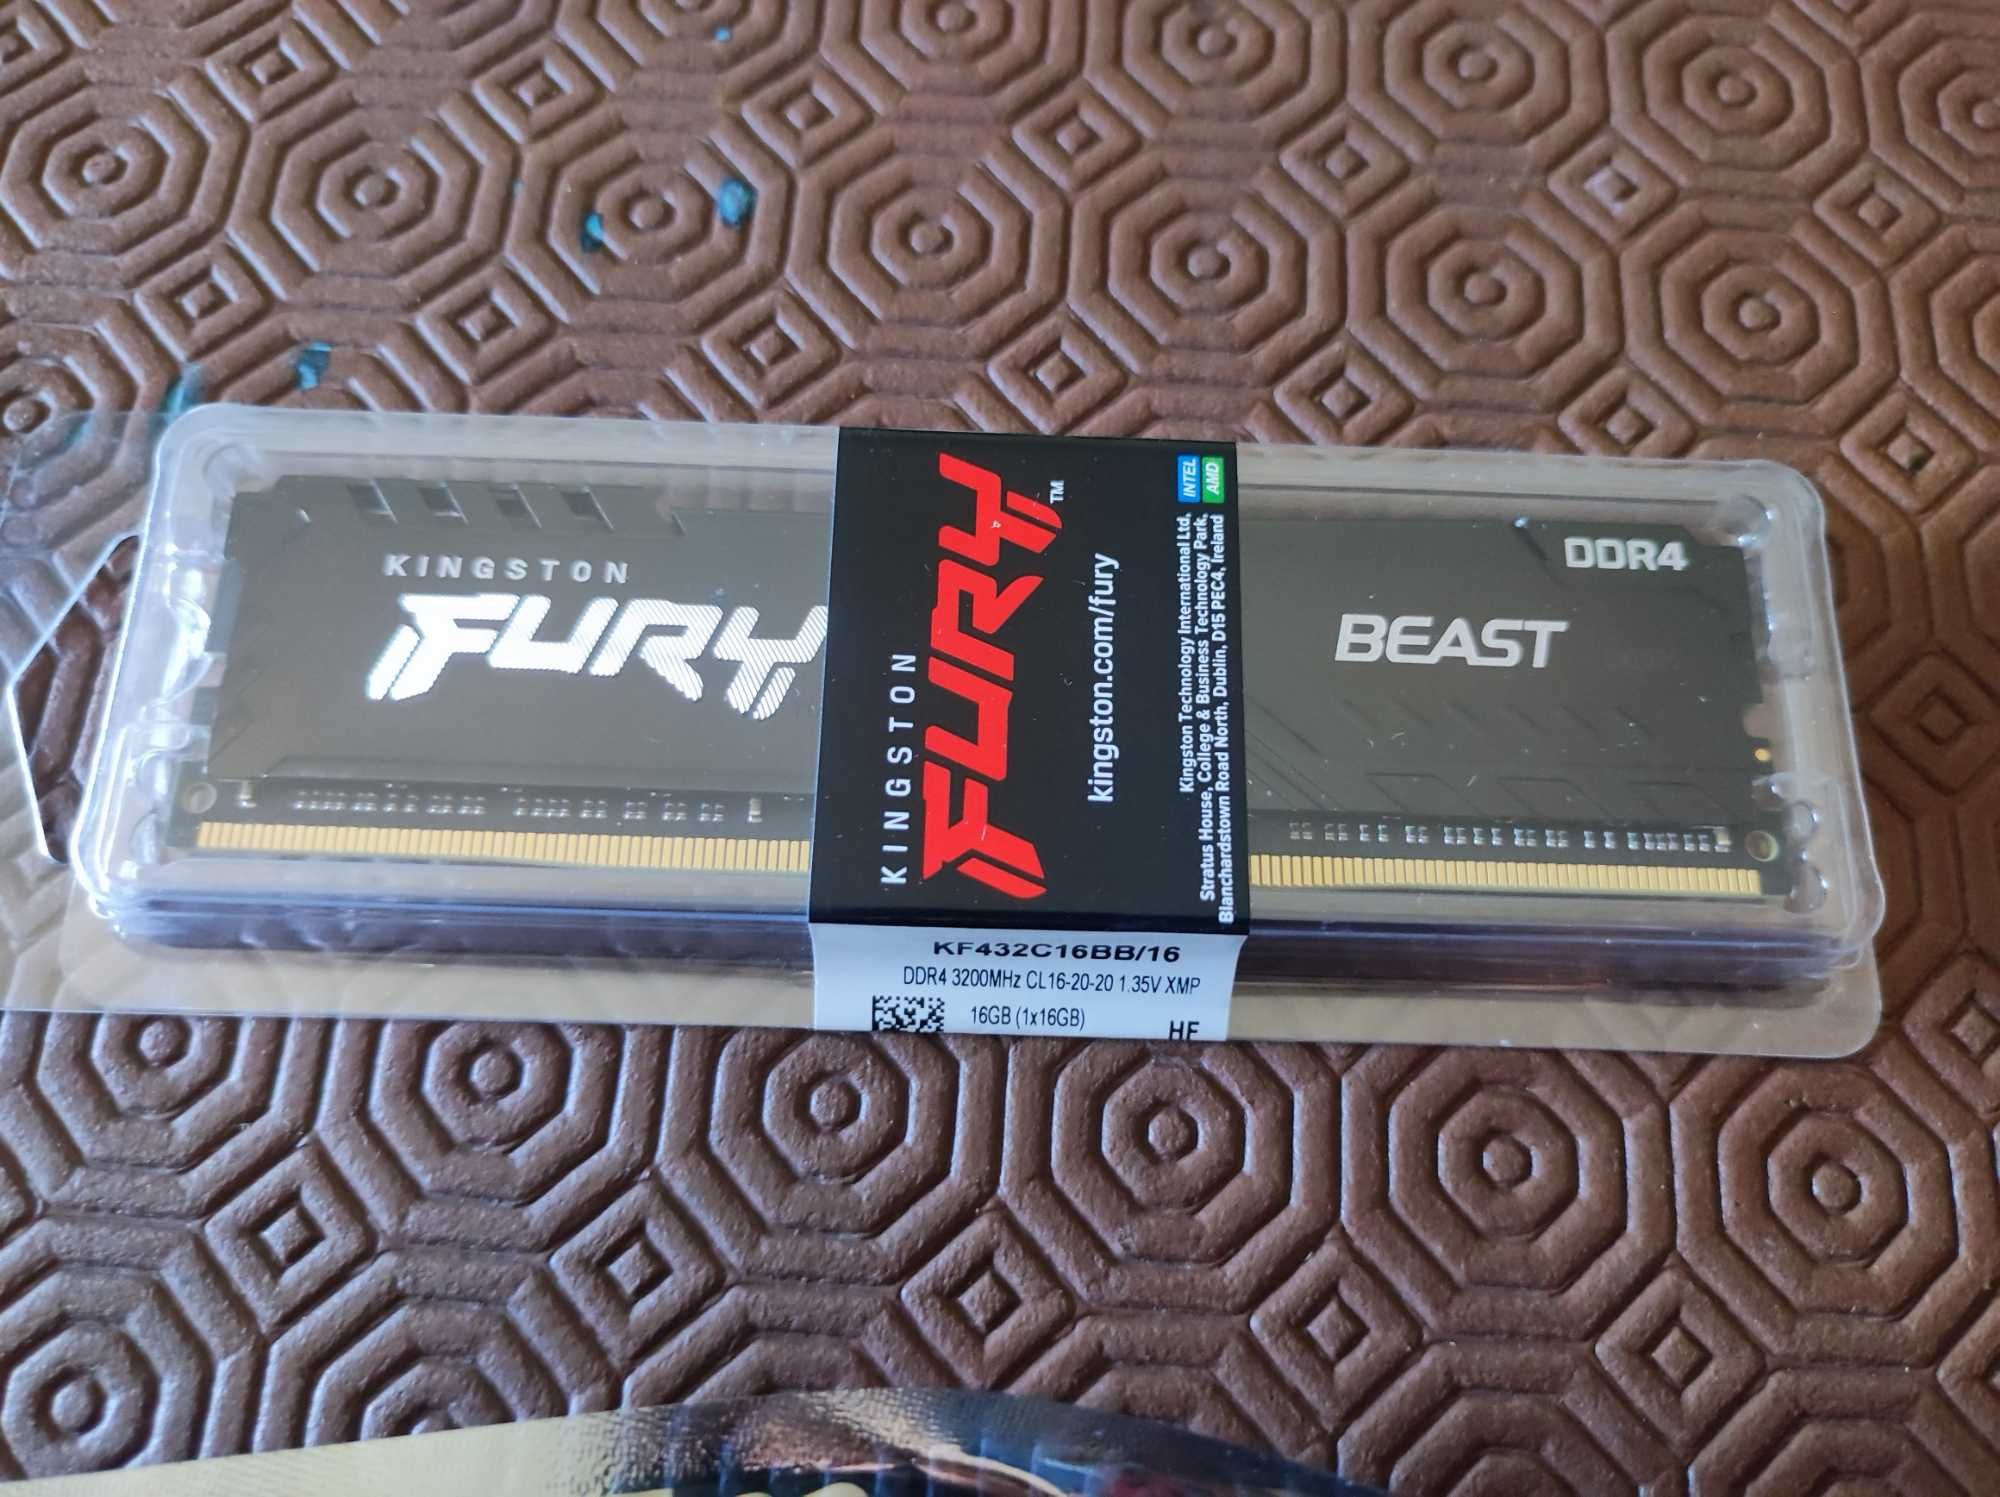 KINGSTON
FURY
DDR4
BEAST
KINGSTON
FURY™
kingston.com/fury
INTEL
AMD
Kingston Technology International Ltd,
Stratus House, College & Business Technology Park,
Blanchardstown Road North, Dublin, D15 PEC4, Ireland
KF432C16BB/16
DDR4 3200MHz CL16-20-20 1.35V XMP
16GB (1x16GB)
HF